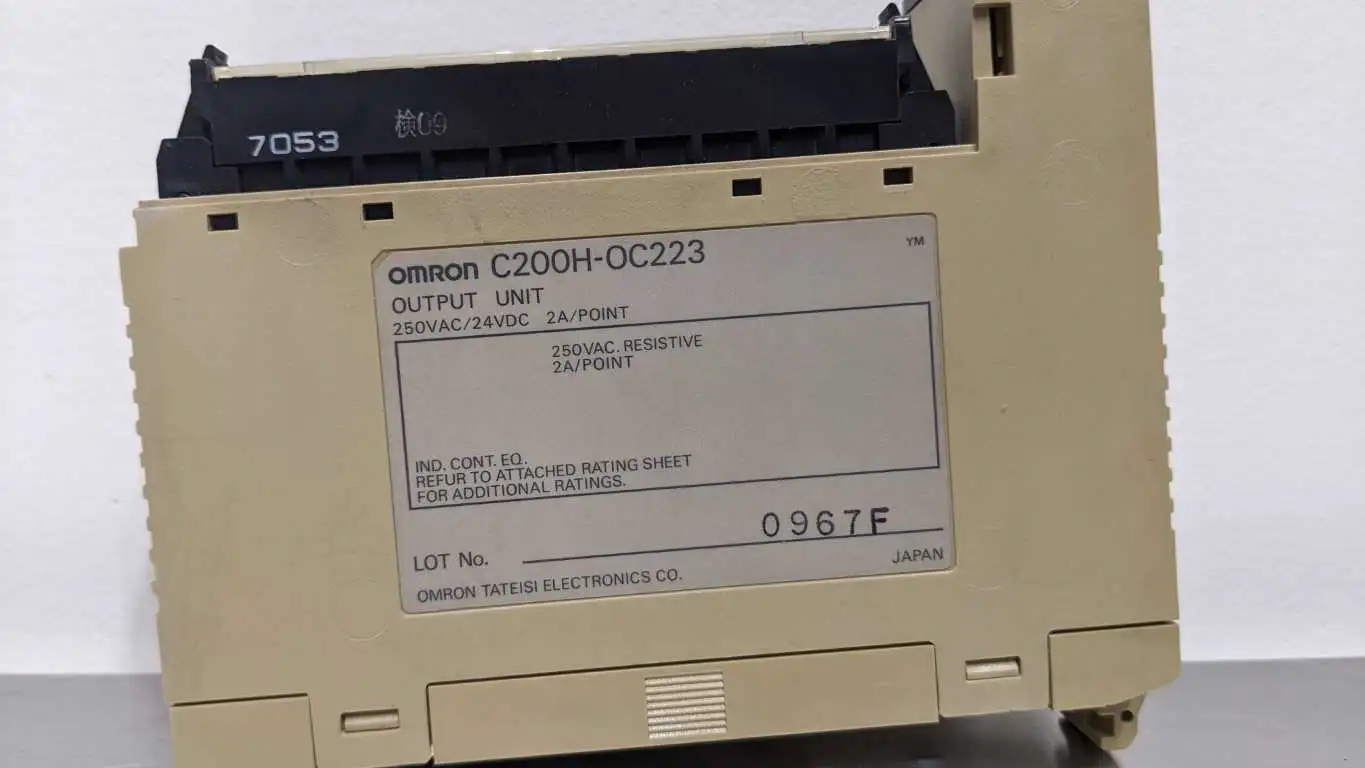 7053 検09
OMRON C200H-OC223 YM
OUTPUT UNIT
250VAC/24VDC 2A/POINT
250VAC. RESISTIVE
2A/POINT
IND. CONT. EQ.
REFUR TO ATTACHED RATING SHEET
FOR ADDITIONAL RATINGS.
LOT No. 0967F
OMRON TATEISI ELECTRONICS CO. JAPAN